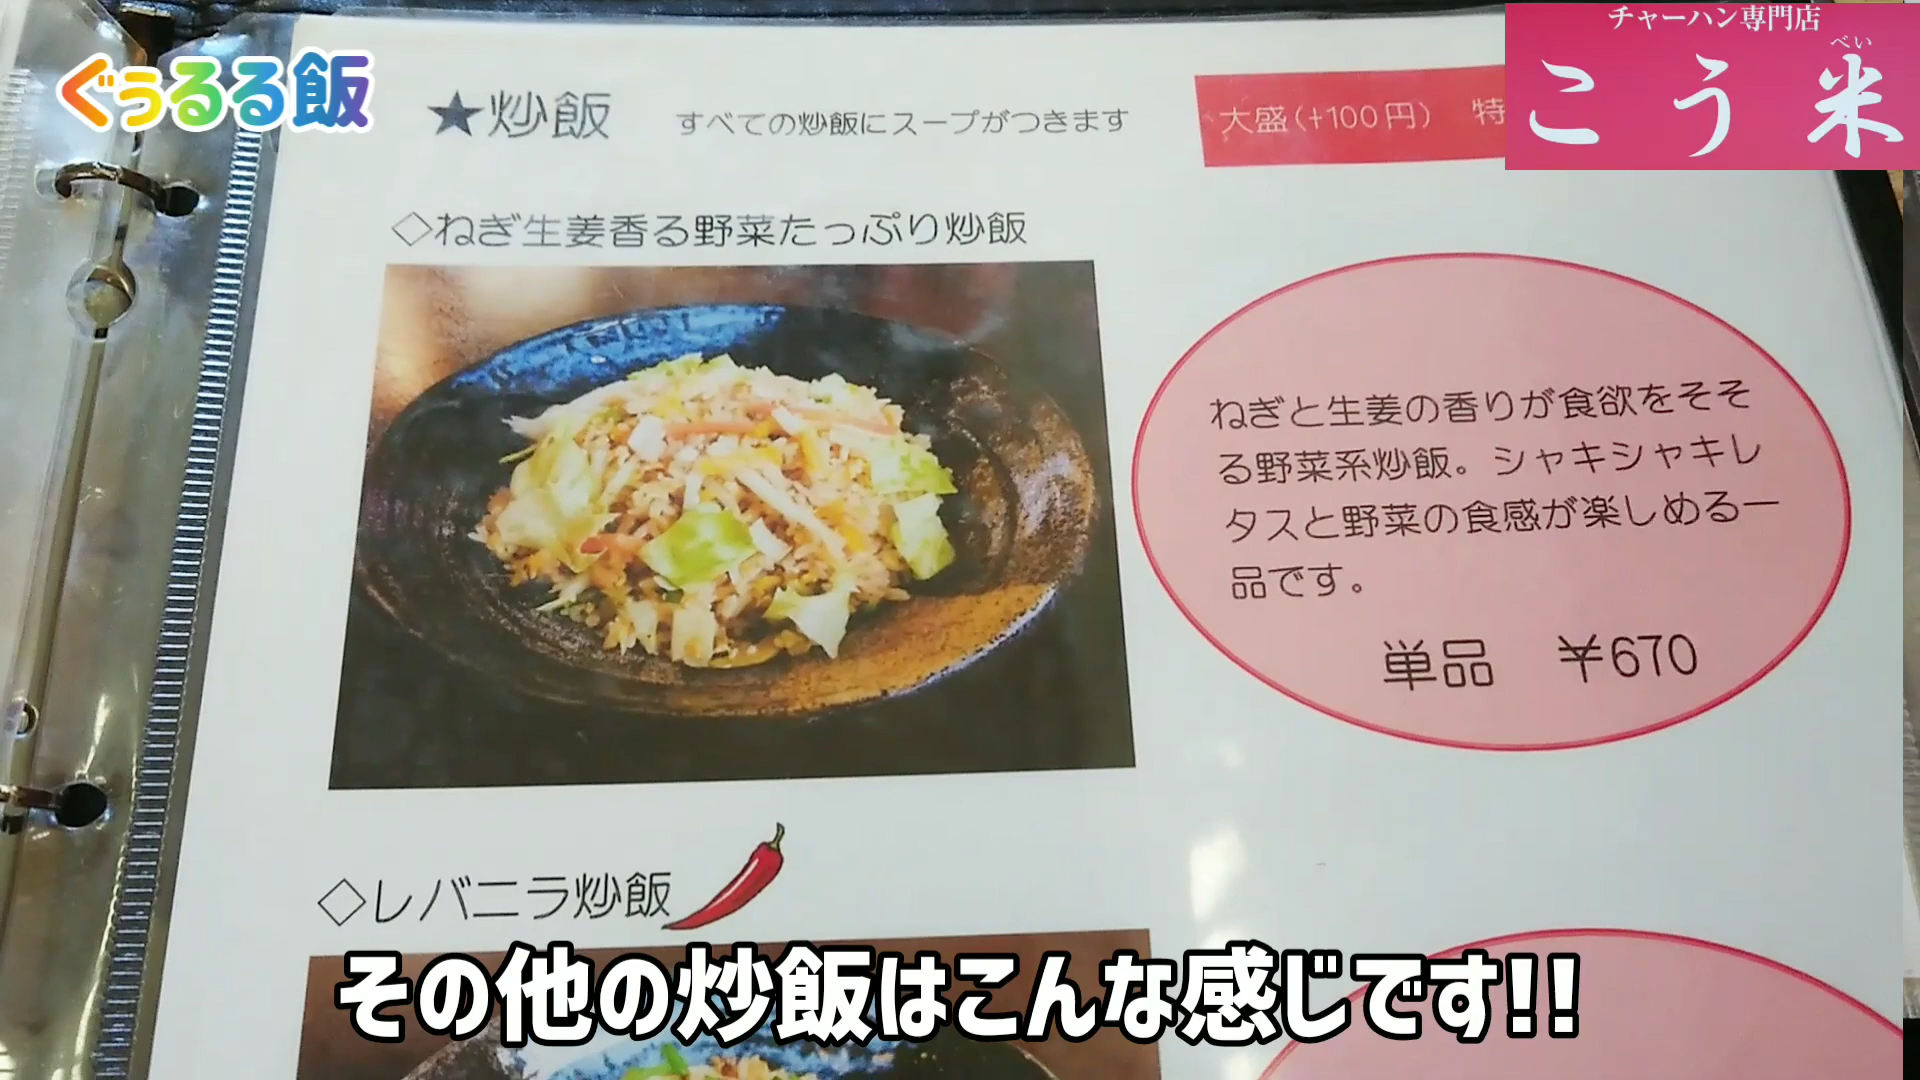 ぐぅるる飯
チャーハン専門店
べい
こう米
★炒飯 すべての炒飯にスープがつきます
大盛(+100円) 特
◇ねぎ生姜香る野菜たっぷり炒飯
ねぎと生姜の香りが食欲をそそ
る野菜系炒飯。シャキシャキレ
タスと野菜の食感が楽しめる一
品です。
単品 ¥670
◇レバニラ炒飯
その他の炒飯はこんな感じです!!